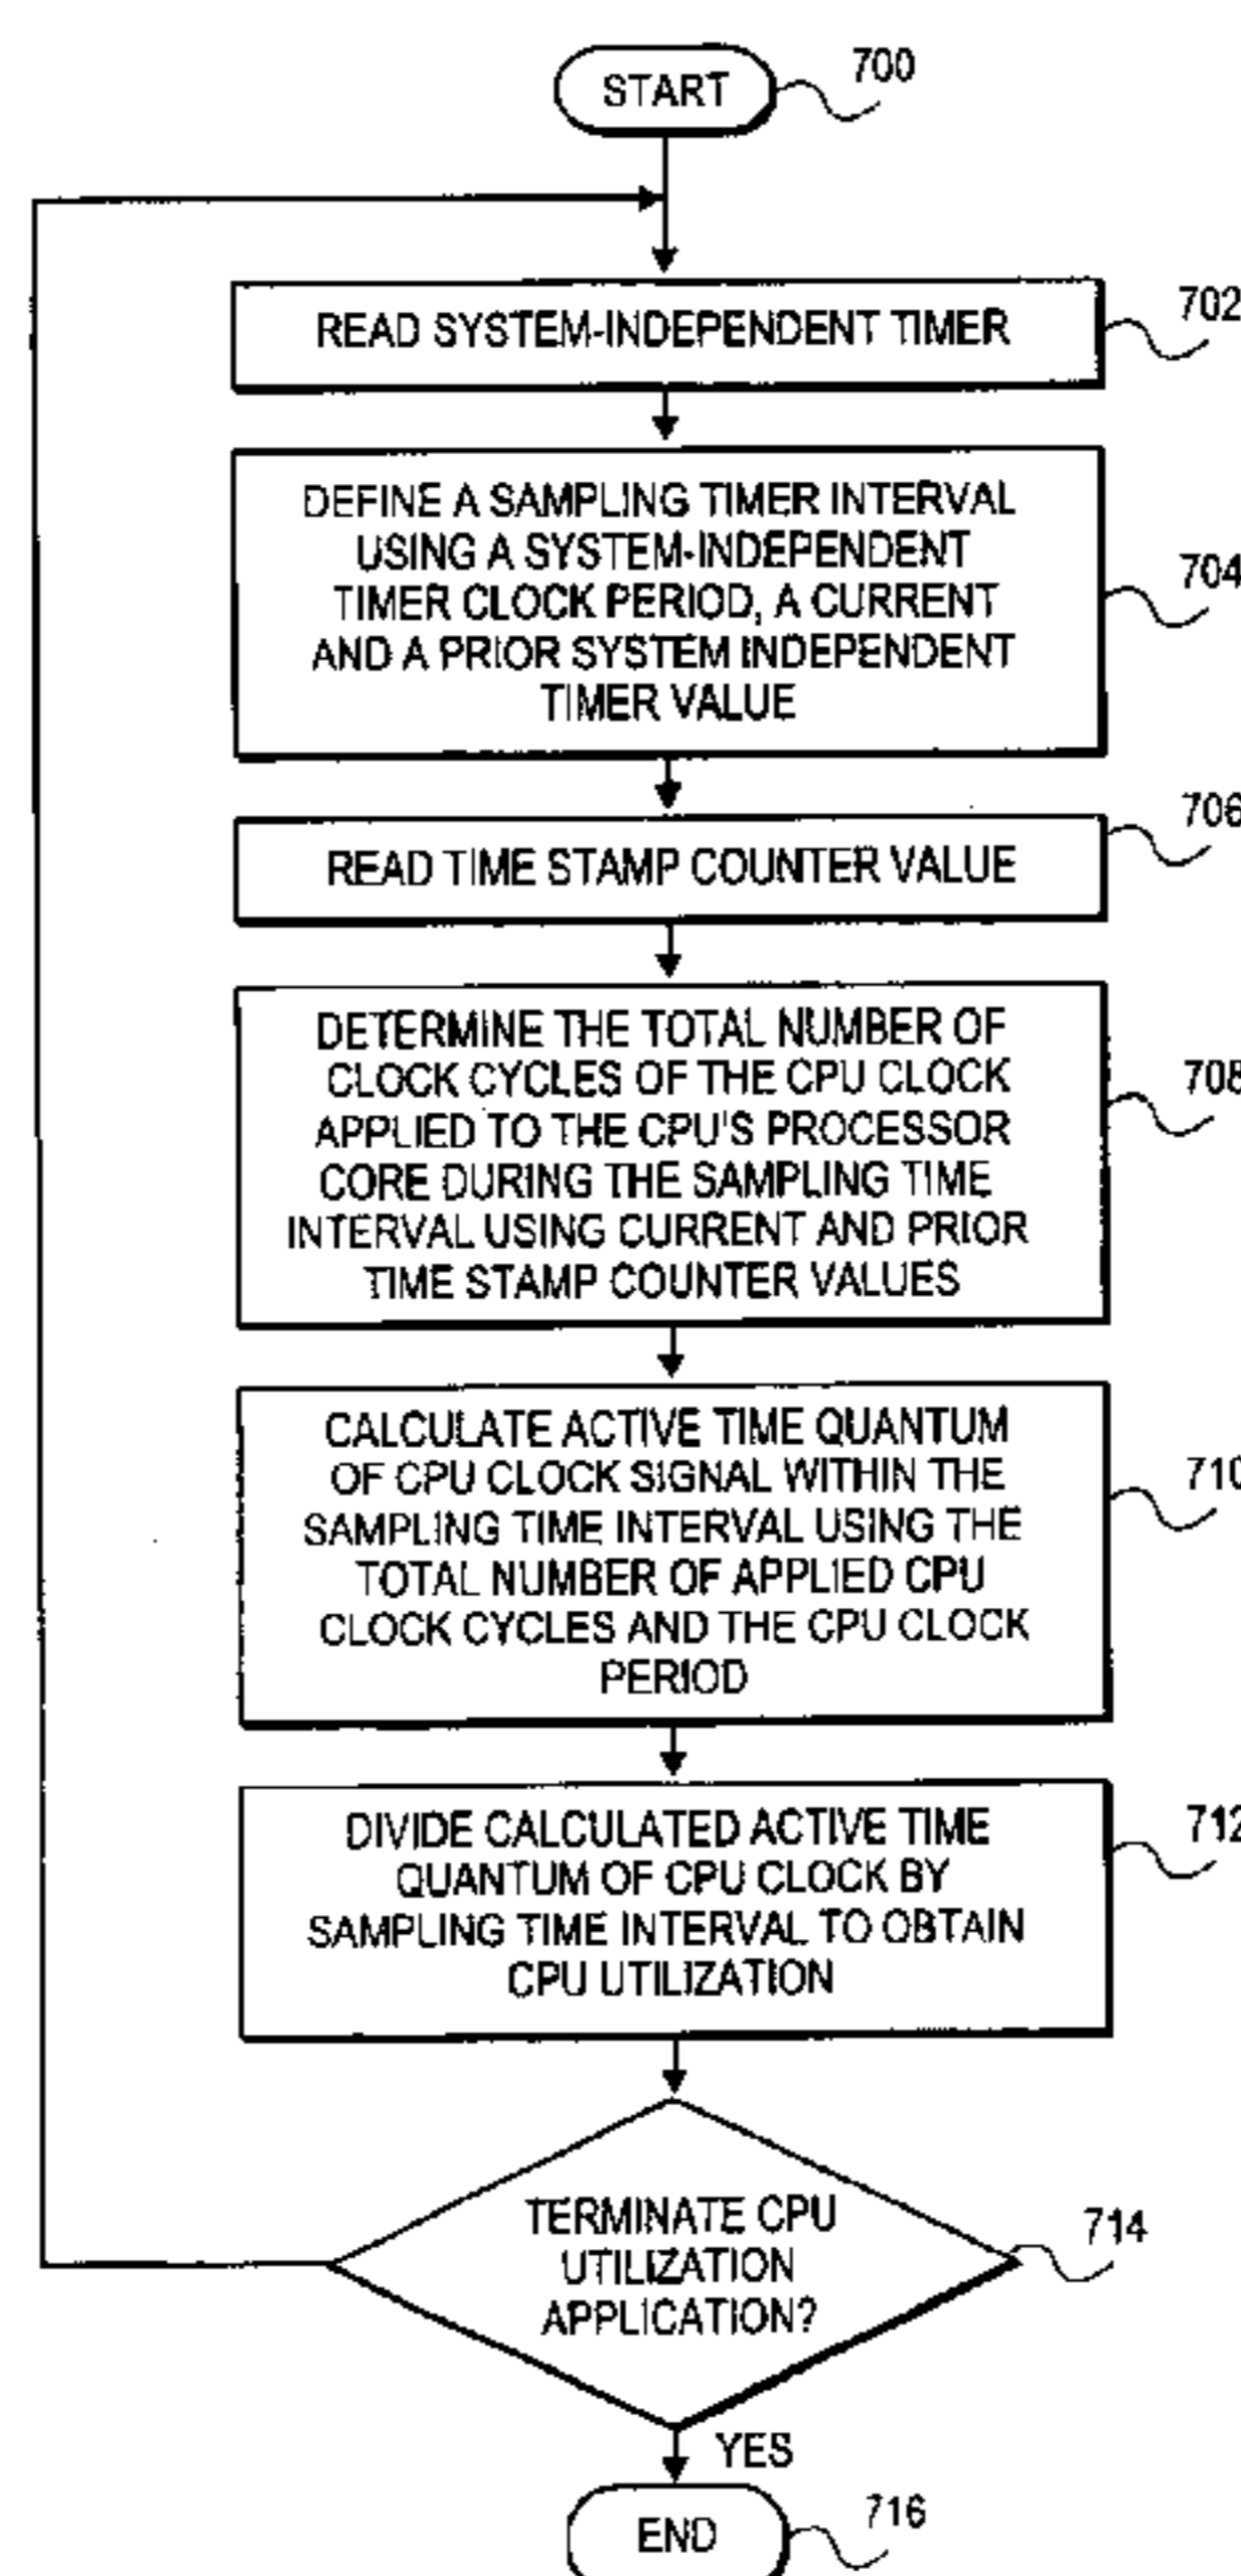 START
700
READ SYSTEM-INDEPENDENT TIMER
702
DEFINE A SAMPLING TIMER INTERVAL
USING A SYSTEM-INDEPENDENT
TIMER CLOCK PERIOD, A CURRENT
AND A PRIOR SYSTEM INDEPENDENT
TIMER VALUE
704
READ TIME STAMP COUNTER VALUE
706
DETERMINE THE TOTAL NUMBER OF
CLOCK CYCLES OF THE CPU CLOCK
APPLIED TO THE CPU'S PROCESSOR
CORE DURING THE SAMPLING TIME
INTERVAL USING CURRENT AND PRIOR
TIME STAMP COUNTER VALUES
708
CALCULATE ACTIVE TIME QUANTUM
OF CPU CLOCK SIGNAL WITHIN THE
SAMPLING TIME INTERVAL USING THE
TOTAL NUMBER OF APPLIED CPU
CLOCK CYCLES AND THE CPU CLOCK
PERIOD
710
DIVIDE CALCULATED ACTIVE TIME
QUANTUM OF CPU CLOCK BY
SAMPLING TIME INTERVAL TO OBTAIN
CPU UTILIZATION
712
TERMINATE CPU
UTILIZATION
APPLICATION?
714
YES
END
716